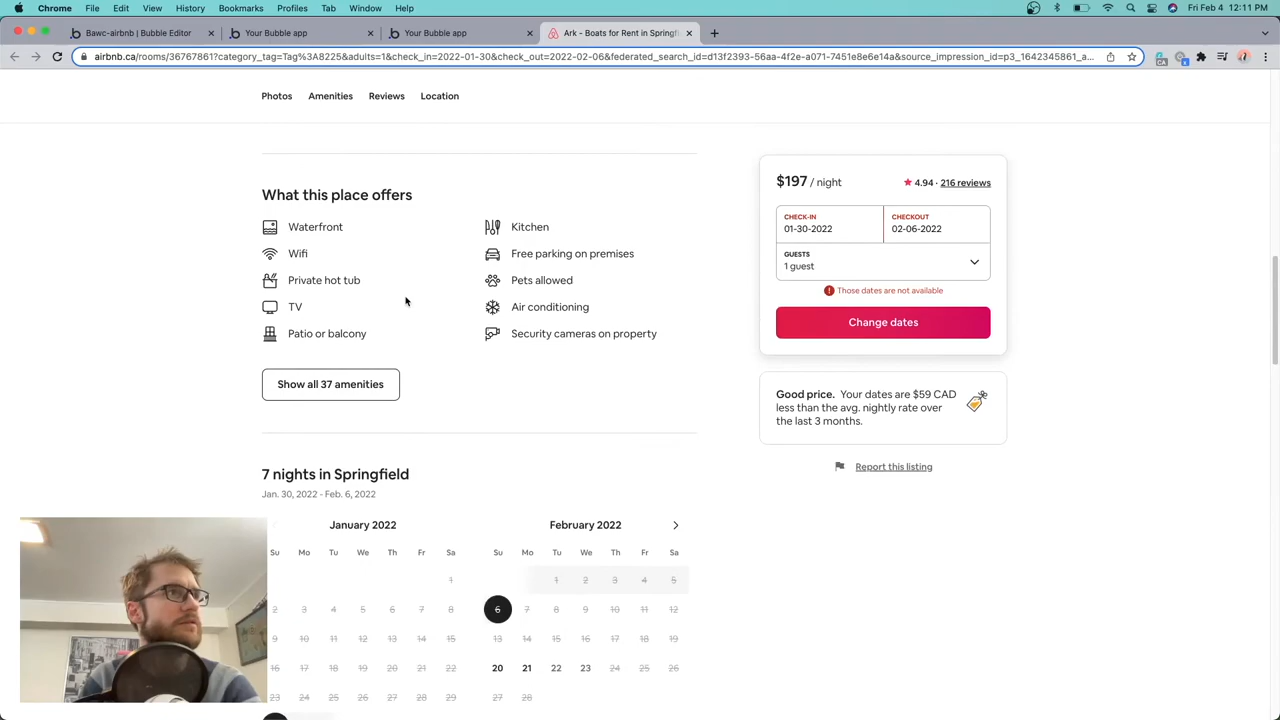 Chrome File Edit View History Bookmarks Profiles Tab Window Help Fri Feb 4 12:11 PM
Bawc-airbnb | Bubble Editor Your Bubble app Your Bubble app Ark - Boats for Rent in Springf
airbnb.ca/rooms/36767861?category_tag=Tag%3A8225&adults=1&check_in=2022-01-30&check_out=2022-02-06&federated_search_id=d13f2393-56aa-4f2e-a071-7451e8e6e14a&source_impression_id=p3_1642345861_a...
Photos Amenities Reviews Location
What this place offers
Waterfront Kitchen
Wifi Free parking on premises
Private hot tub Pets allowed
TV Air conditioning
Patio or balcony Security cameras on property
Show all 37 amenities
$197 / night 4.94 · 216 reviews
CHECK-IN CHECKOUT
01-30-2022 02-06-2022
GUESTS
1 guest
Those dates are not available
Change dates
Good price. Your dates are $59 CAD
less than the avg. nightly rate over
the last 3 months.
Report this listing
7 nights in Springfield
Jan. 30, 2022 - Feb. 6, 2022
January 2022 February 2022
Su Mo Tu We Th Fr Sa Su Mo Tu We Th Fr Sa
1 1 2 3 4 5
2 3 4 5 6 7 8 6 7 8 9 10 11 12
9 10 11 12 13 14 15 13 14 15 16 17 18 19
16 17 18 19 20 21 22 20 21 22 23 24 25 26
23 24 25 26 27 28 29 27 28